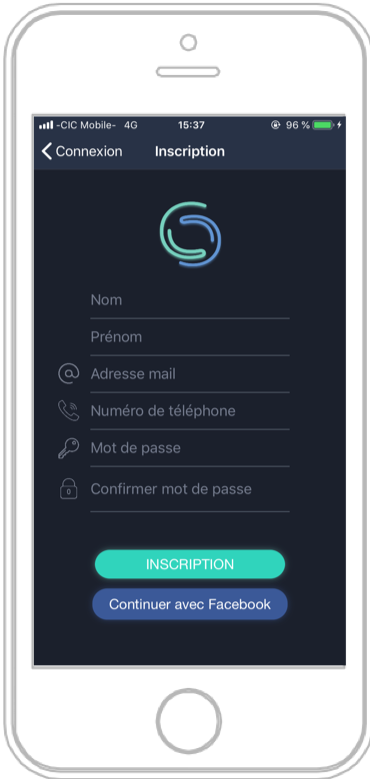 -CIC Mobile- 4G 15:37 96 %
Connexion Inscription
Nom
Prénom
Adresse mail
Numéro de téléphone
Mot de passe
Confirmer mot de passe
INSCRIPTION
Continuer avec Facebook